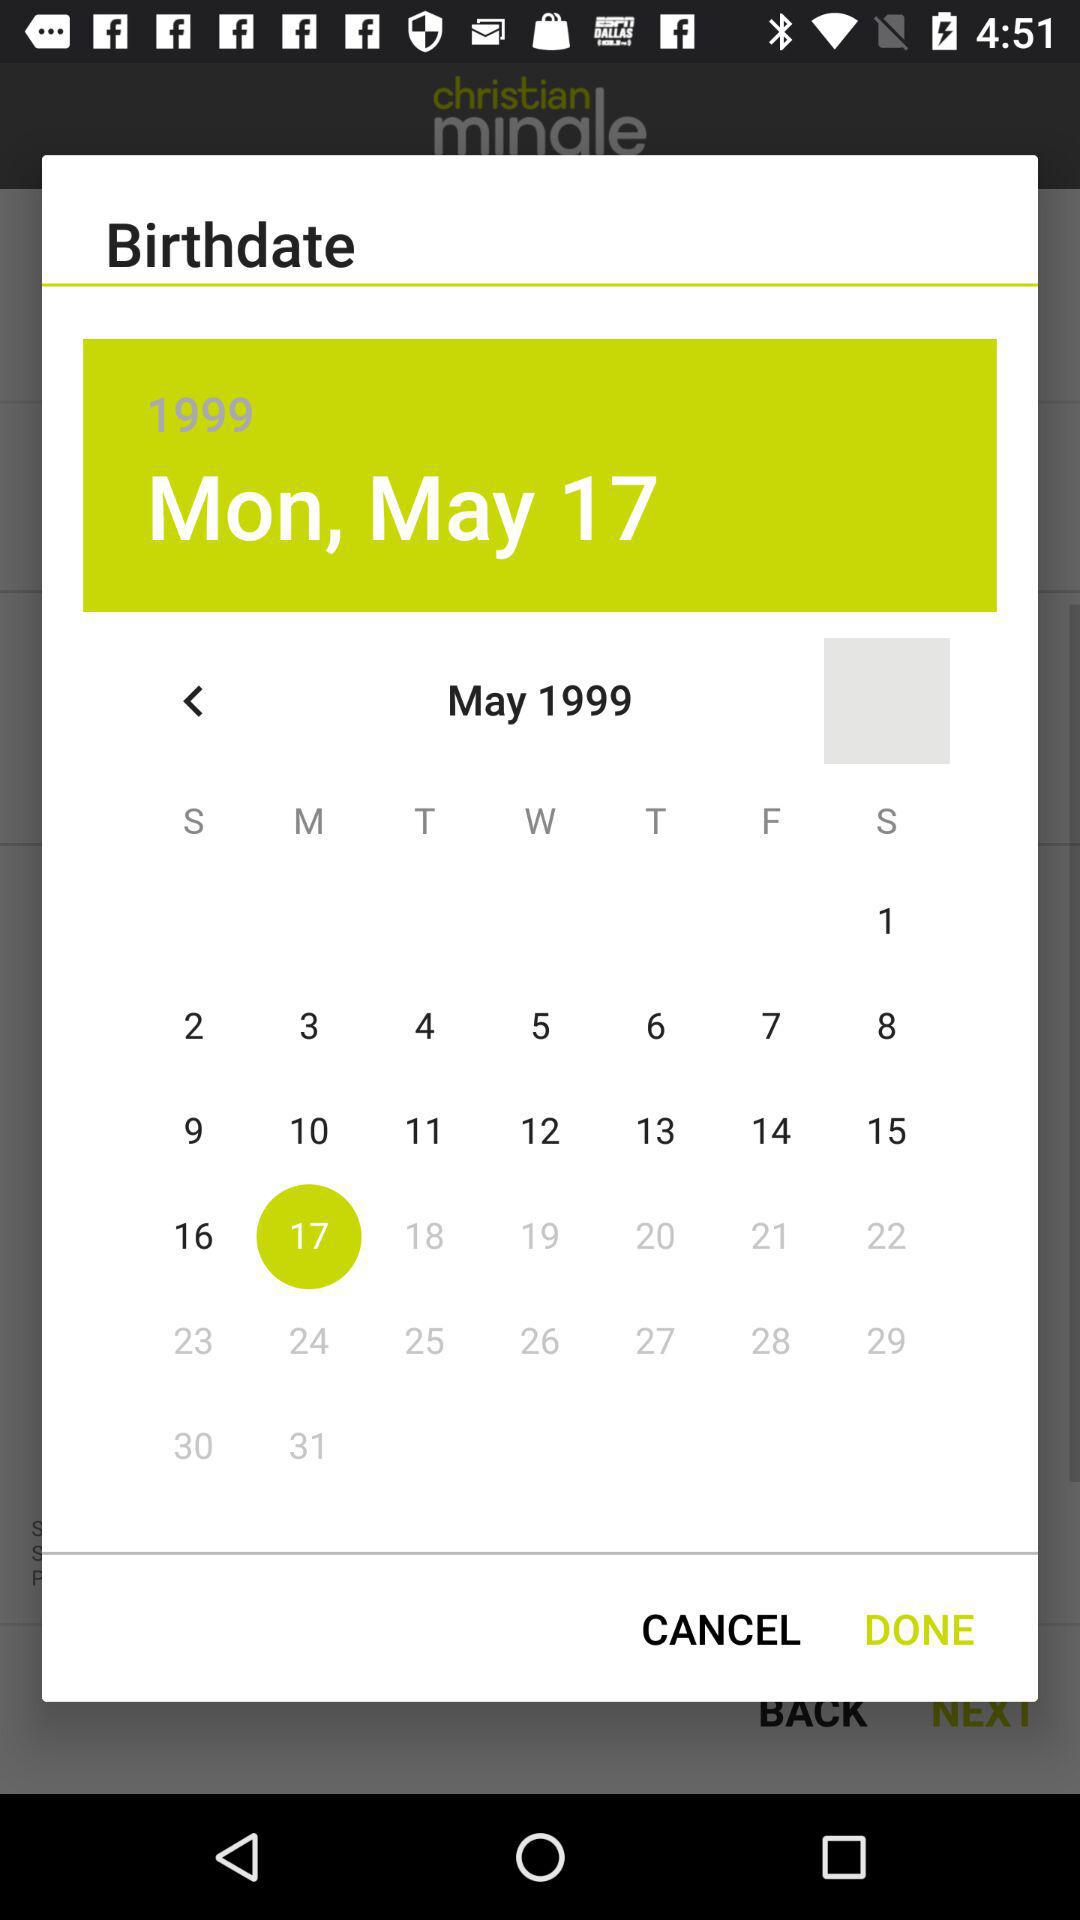 ESPN
DALLAS
4:51
christian
mingle
Birthdate
1999
Mon, May 17
May 1999
S M T W T F S
1
2 3 4 5 6 7 8
9 10 11 12 13 14 15
16 17 18 19 20 21 22
23 24 25 26 27 28 29
30 31
S
S
P
CANCEL DONE
BACK NEXT